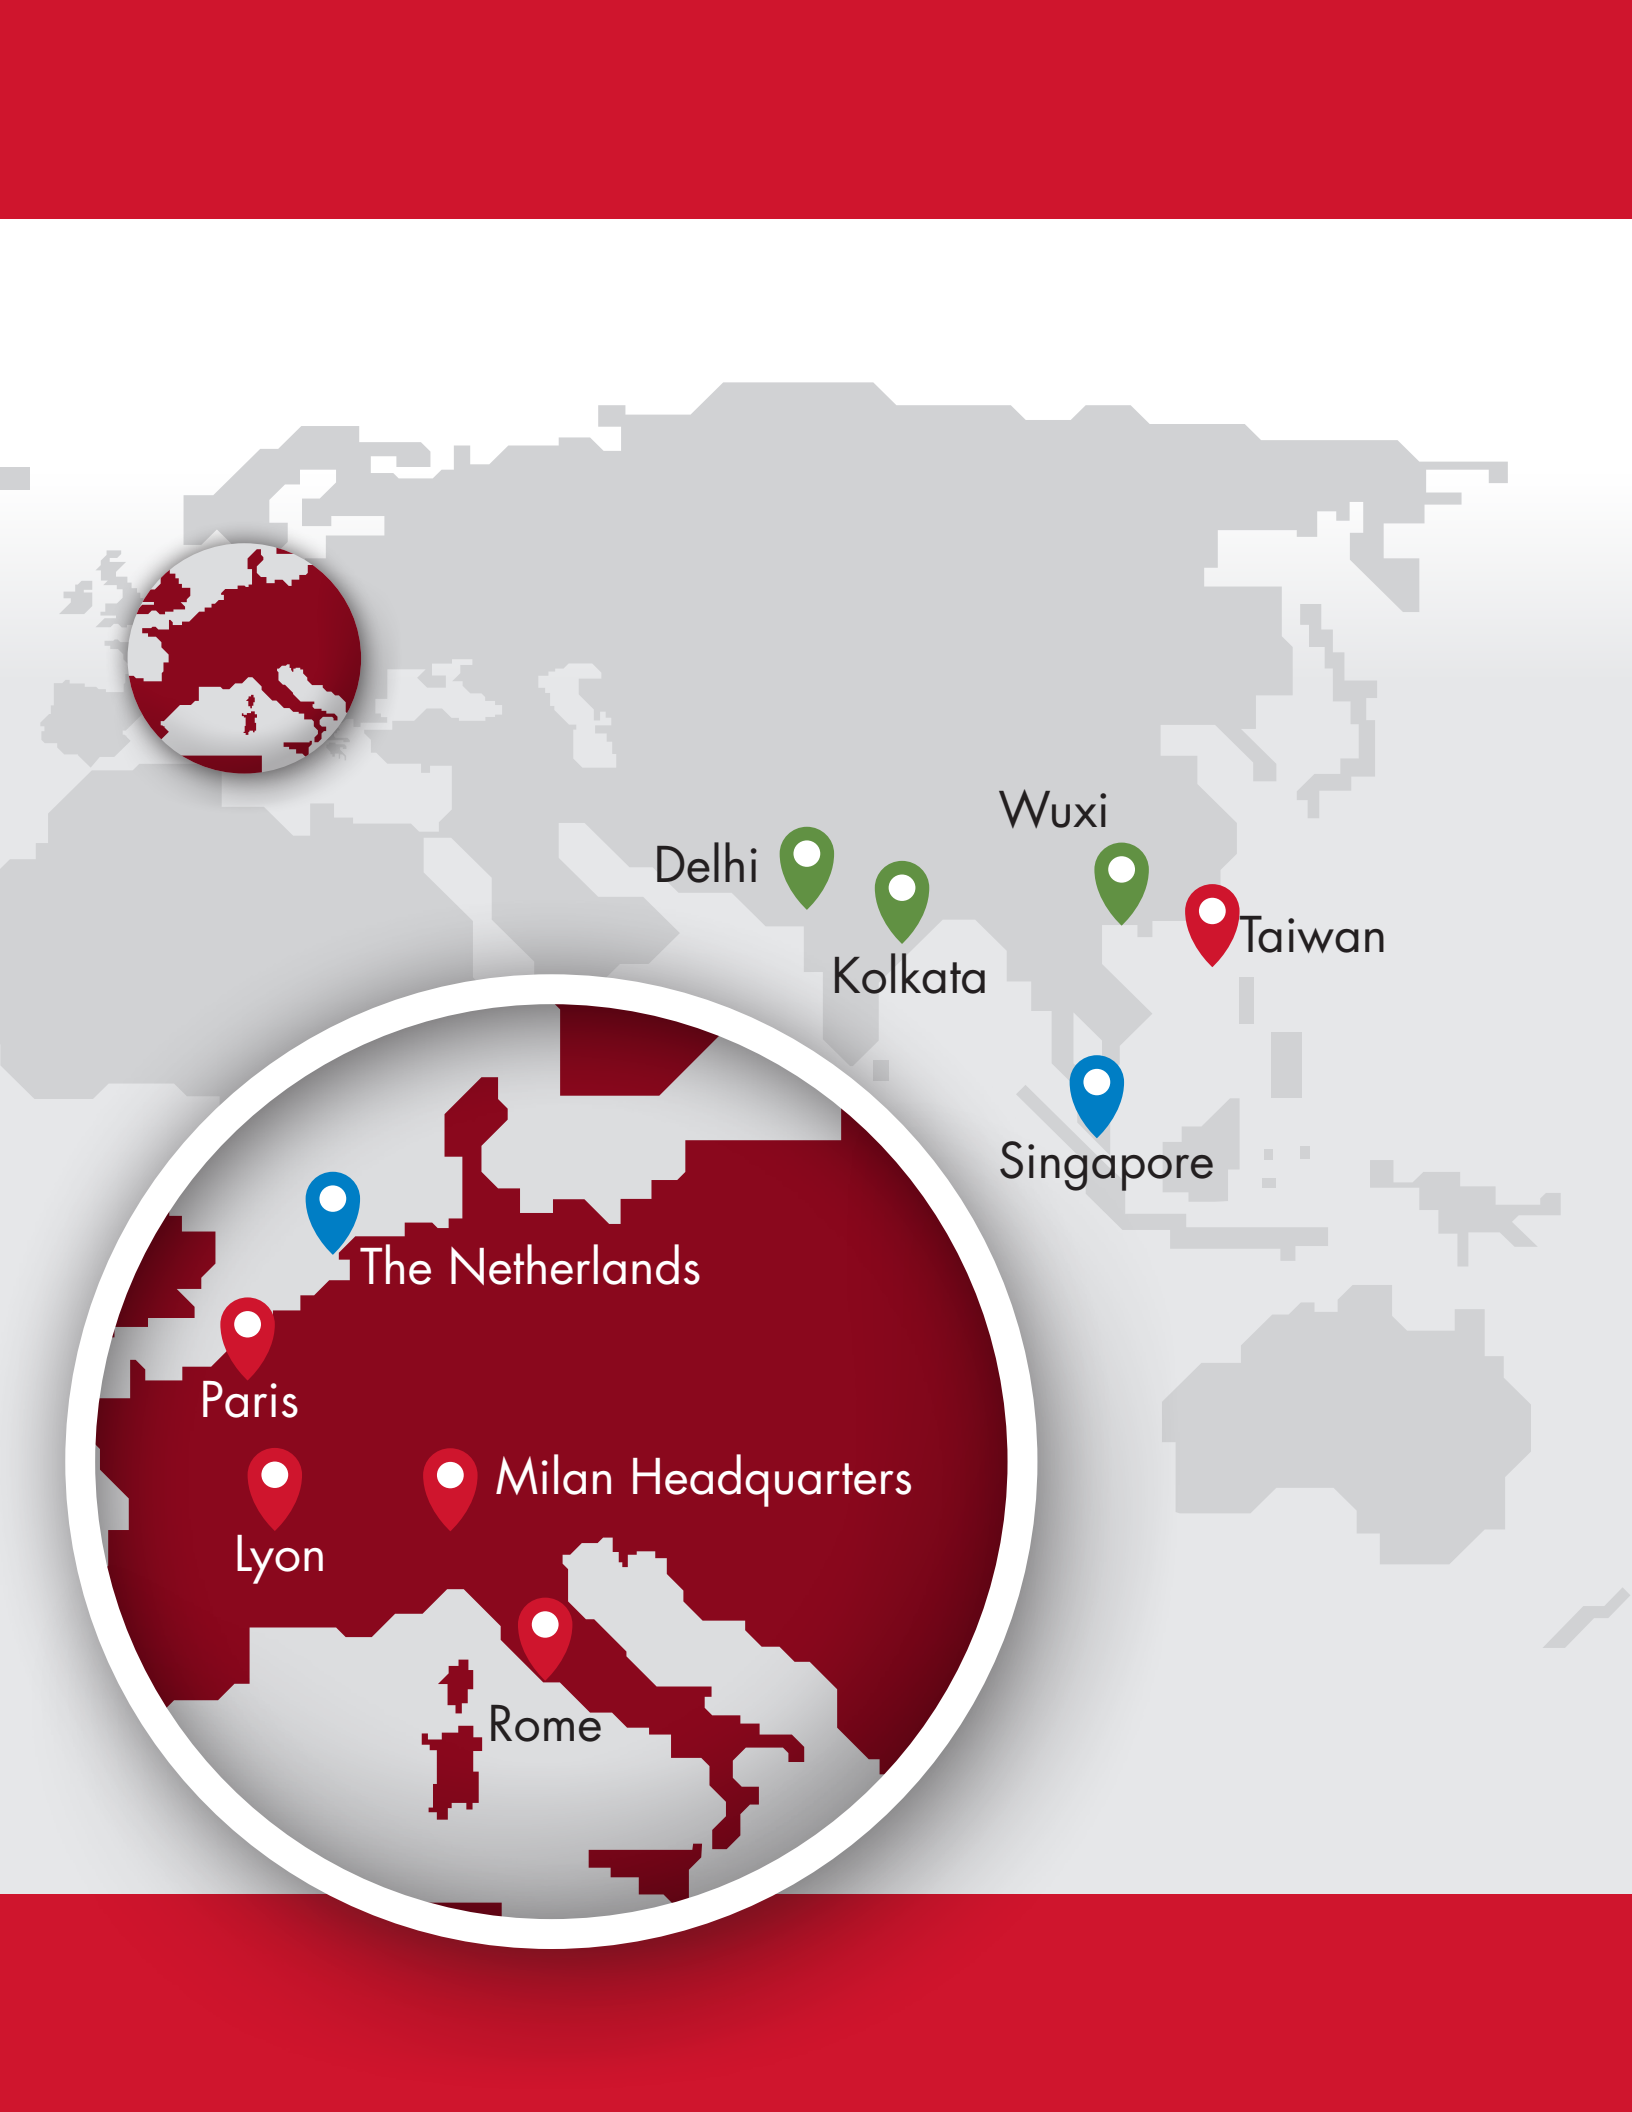 Wuxi
Delhi
Taiwan
Kolkata
Singapore
The Netherlands
Paris
Milan Headquarters
Lyon
Rome